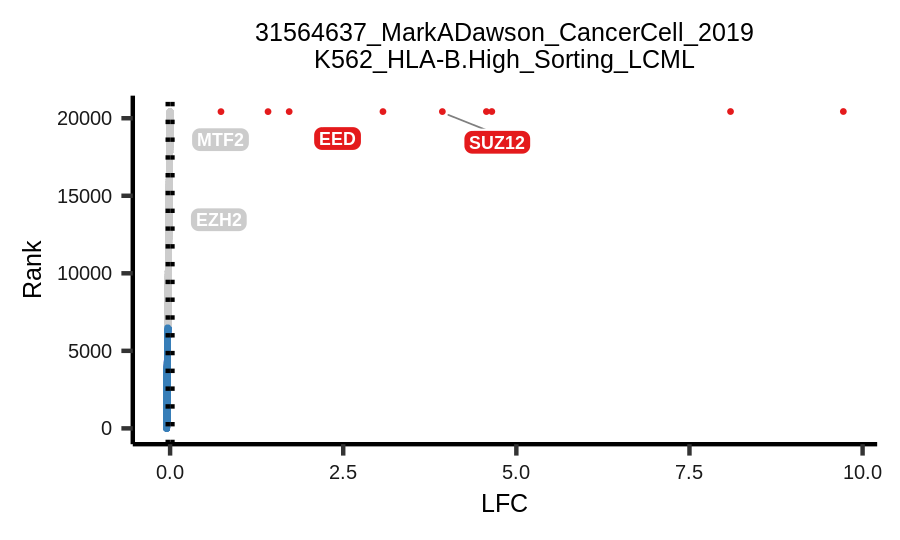 31564637_MarkADawson_CancerCell_2019
K562_HLA-B.High_Sorting_LCML
20000
15000
10000
5000
0
Rank
MTF2
EED
SUZ12
EZH2
0.0
2.5
5.0
7.5
10.0
LFC